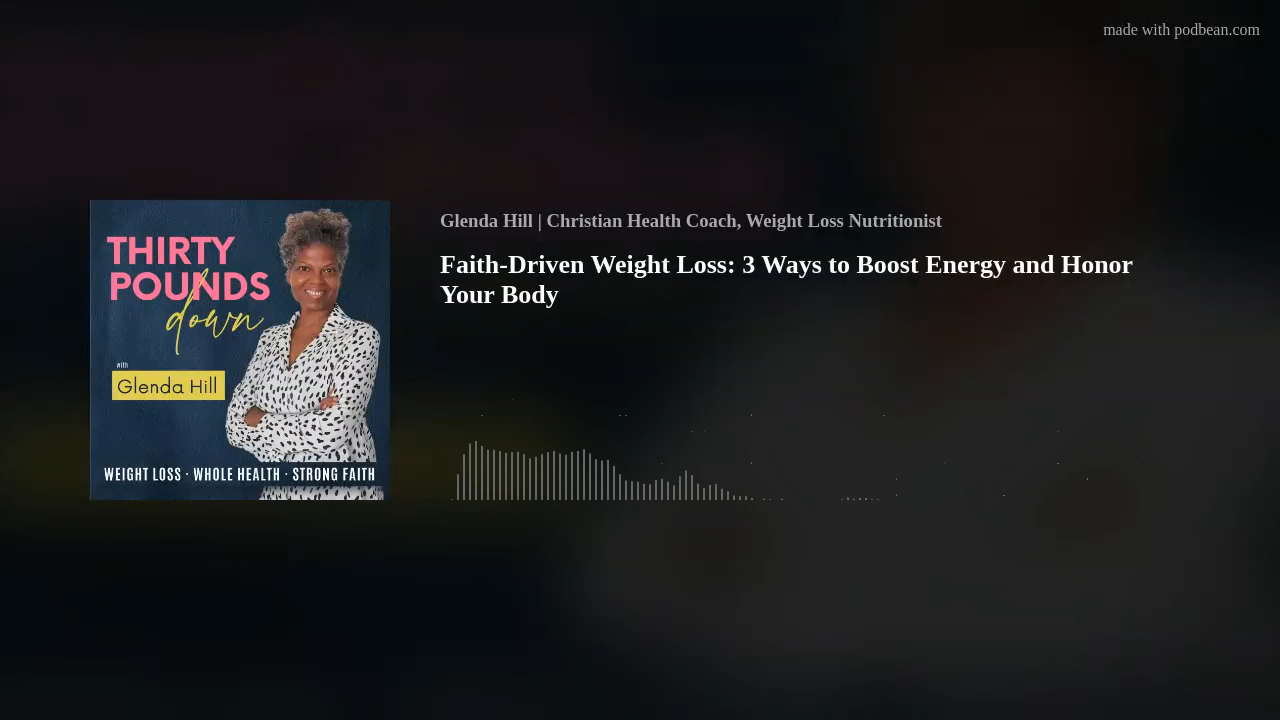 made with podbean.com
THIRTY
POUNDS
down
with
Glenda Hill
WEIGHT LOSS · WHOLE HEALTH · STRONG FAITH
Glenda Hill | Christian Health Coach, Weight Loss Nutritionist
Faith-Driven Weight Loss: 3 Ways to Boost Energy and Honor
Your Body